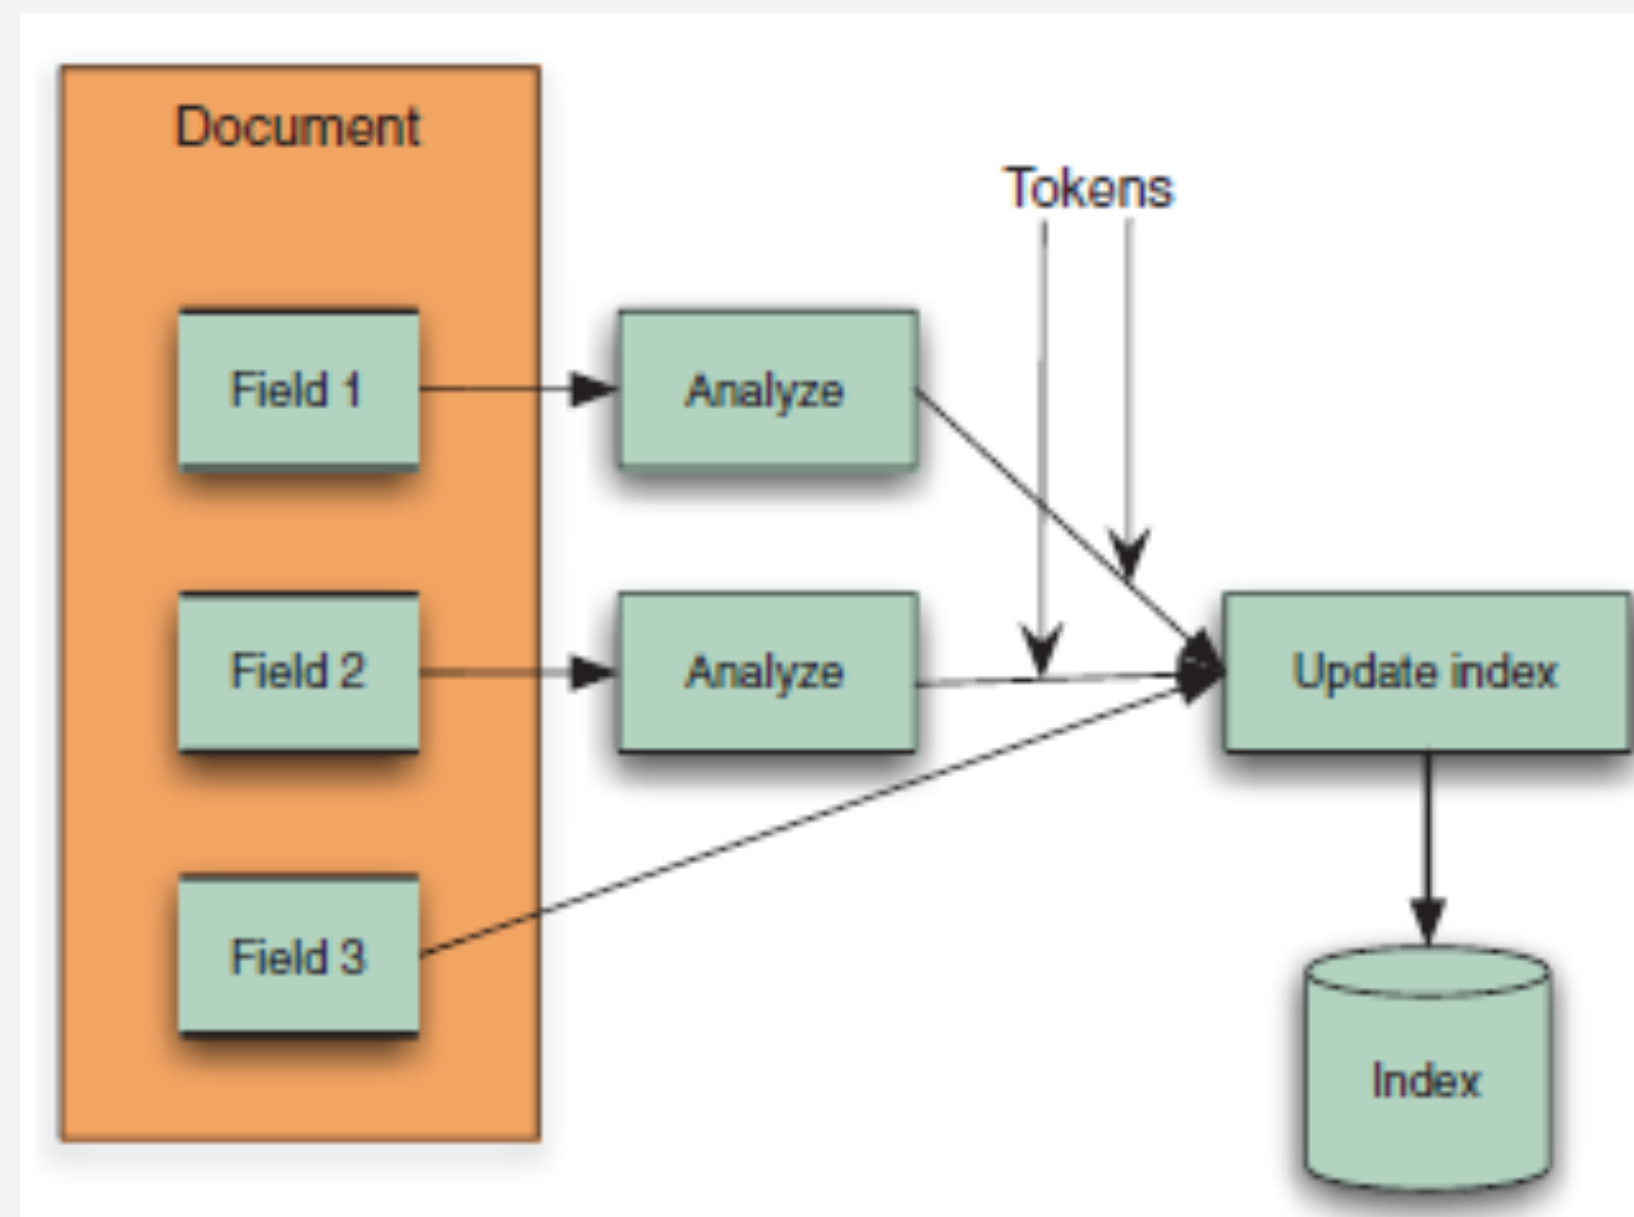 Document
Tokens
Field 1
Analyze
Field 2
Analyze
Update index
Field 3
Index